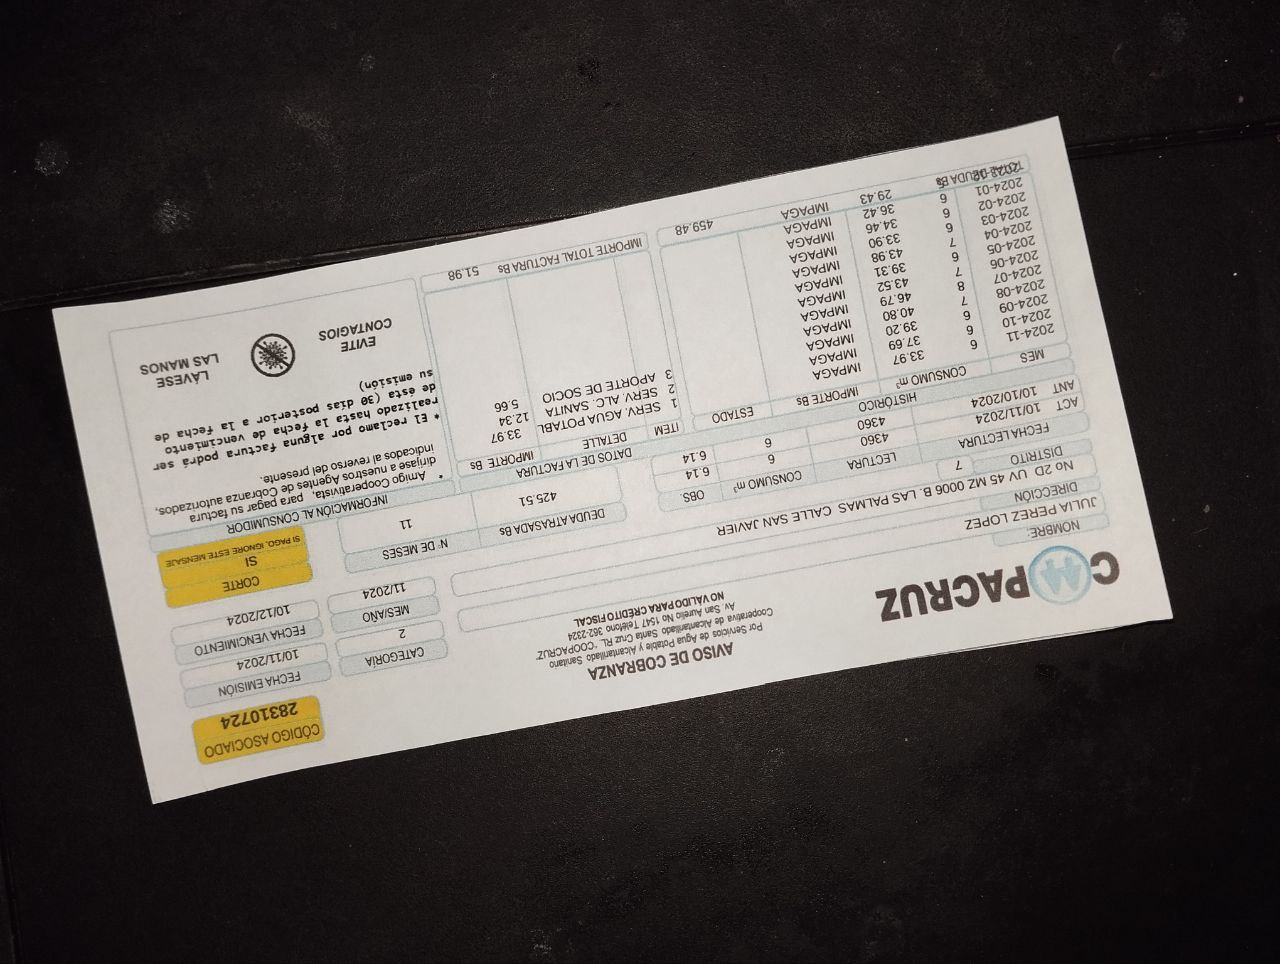 COOPACRUZ
AVISO DE COBRANZA
Por Servicios de Agua Potable y Alcantarillado Sanitario
Cooperativa de Alcantarillado Santa Cruz "COOPACRUZ" RL.
Av. San Aurelio No 1547 Teléfono 362-2324
NO VÁLIDO PARA CRÉDITO FISCAL
CÓDIGO ASOCIADO
28310724
CATEGORÍA
2
FECHA EMISIÓN
10/11/2024
MES/AÑO
11/2024
FECHA VENCIMIENTO
10/12/2024
NOMBRE:
JULIA PEREZ LOPEZ
DIRECCIÓN
No 2D UV 45 MZ 0006 B. LAS PALMAS CALLE SAN JAVIER
DISTRITO
7
N° DE MESES
11
DEUDA ATRASADA Bs
425.51
CORTE
SI
SI PAGO, IGNORE ESTE MENSAJE
FECHA LECTURA LECTURA CONSUMO m³ OBS
ACT 10/11/2024 4360 6 6.14
ANT 10/10/2024 4360 6 6.14
HISTÓRICO
MES CONSUMO m³ IMPORTE Bs ESTADO
2024-11 6 33.97 IMPAGA
2024-10 6 37.69 IMPAGA
2024-09 6 39.20 IMPAGA
2024-08 7 40.80 IMPAGA
2024-07 8 46.79 IMPAGA
2024-06 7 43.52 IMPAGA
2024-05 6 39.31 IMPAGA
2024-04 7 43.98 IMPAGA
2024-03 6 33.90 IMPAGA
2024-02 6 34.46 IMPAGA
2024-01 6 36.42 IMPAGA
29.43 IMPAGA
TOTAL DEUDA Bs 459.48
DATOS DE LA FACTURA
ITEM DETALLE IMPORTE Bs
1 SERV. AGUA POTABL 33.97
2 SERV. ALC. SANITA 12.34
3 APORTE DE SOCIO 5.66
IMPORTE TOTAL FACTURA Bs 51.98
INFORMACIÓN AL CONSUMIDOR
* Amigo Cooperativista, para pagar su factura
dirijase a nuestros Agentes de Cobranza autorizados,
indicados al reverso del presente.
* El reclamo por alguna factura podrá ser
realizado hasta la fecha de vencimiento
de ésta (30) días posterior a la fecha de
su emisión)
EVITE
CONTAGIOS
LÁVESE
LAS MANOS